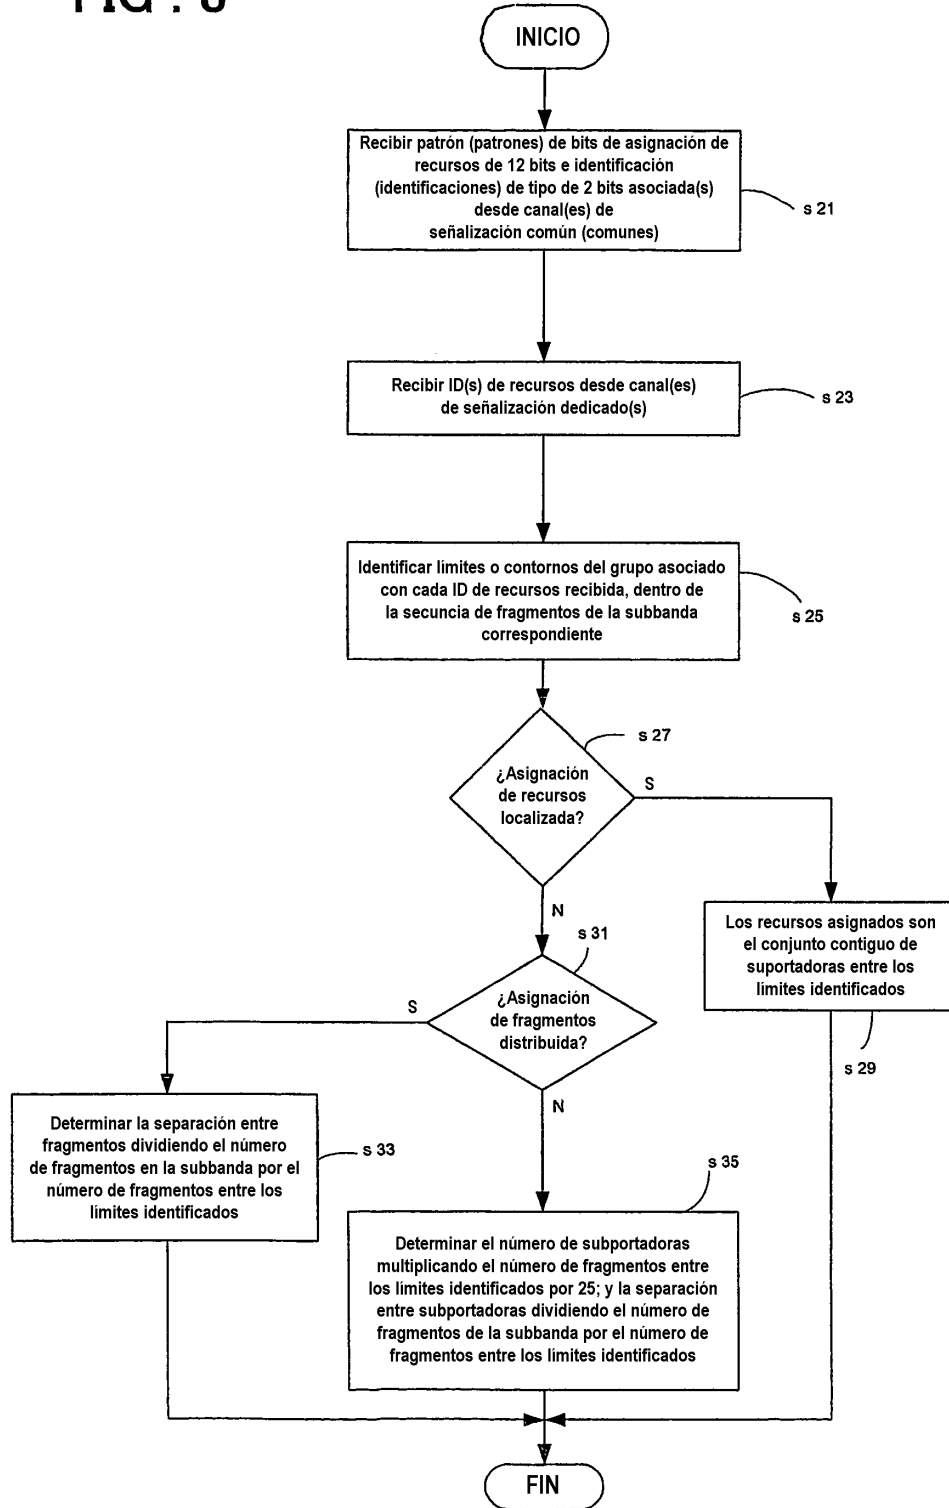 INICIO
Recibir patrón (patrones) de bits de asignación de
recursos de 12 bits e identificación
(identificaciones) de tipo de 2 bits asociada(s)
desde canal(es) de
señalización común (comunes)
s 21
Recibir ID(s) de recursos desde canal(es)
de señalización dedicado(s)
s 23
Identificar límites o contornos del grupo asociado
con cada ID de recursos recibida, dentro de
la secuncia de fragmentos de la subbanda
correspondiente
s 25
s 27
¿Asignación
de recursos
localizada?
S
N
Los recursos asignados son
el conjunto contiguo de
suportadoras entre los
límites identificados
s 29
s 31
¿Asignación
de fragmentos
distribuida?
S
N
Determinar la separación entre
fragmentos dividiendo el número
de fragmentos en la subbanda por el
número de fragmentos entre los
límites identificados
s 33
s 35
Determinar el número de subportadoras
multiplicando el número de fragmentos entre
los límites identificados por 25; y la separación
entre subportadoras dividiendo el número de
fragmentos de la subbanda por el número de
fragmentos entre los límites identificados
FIN